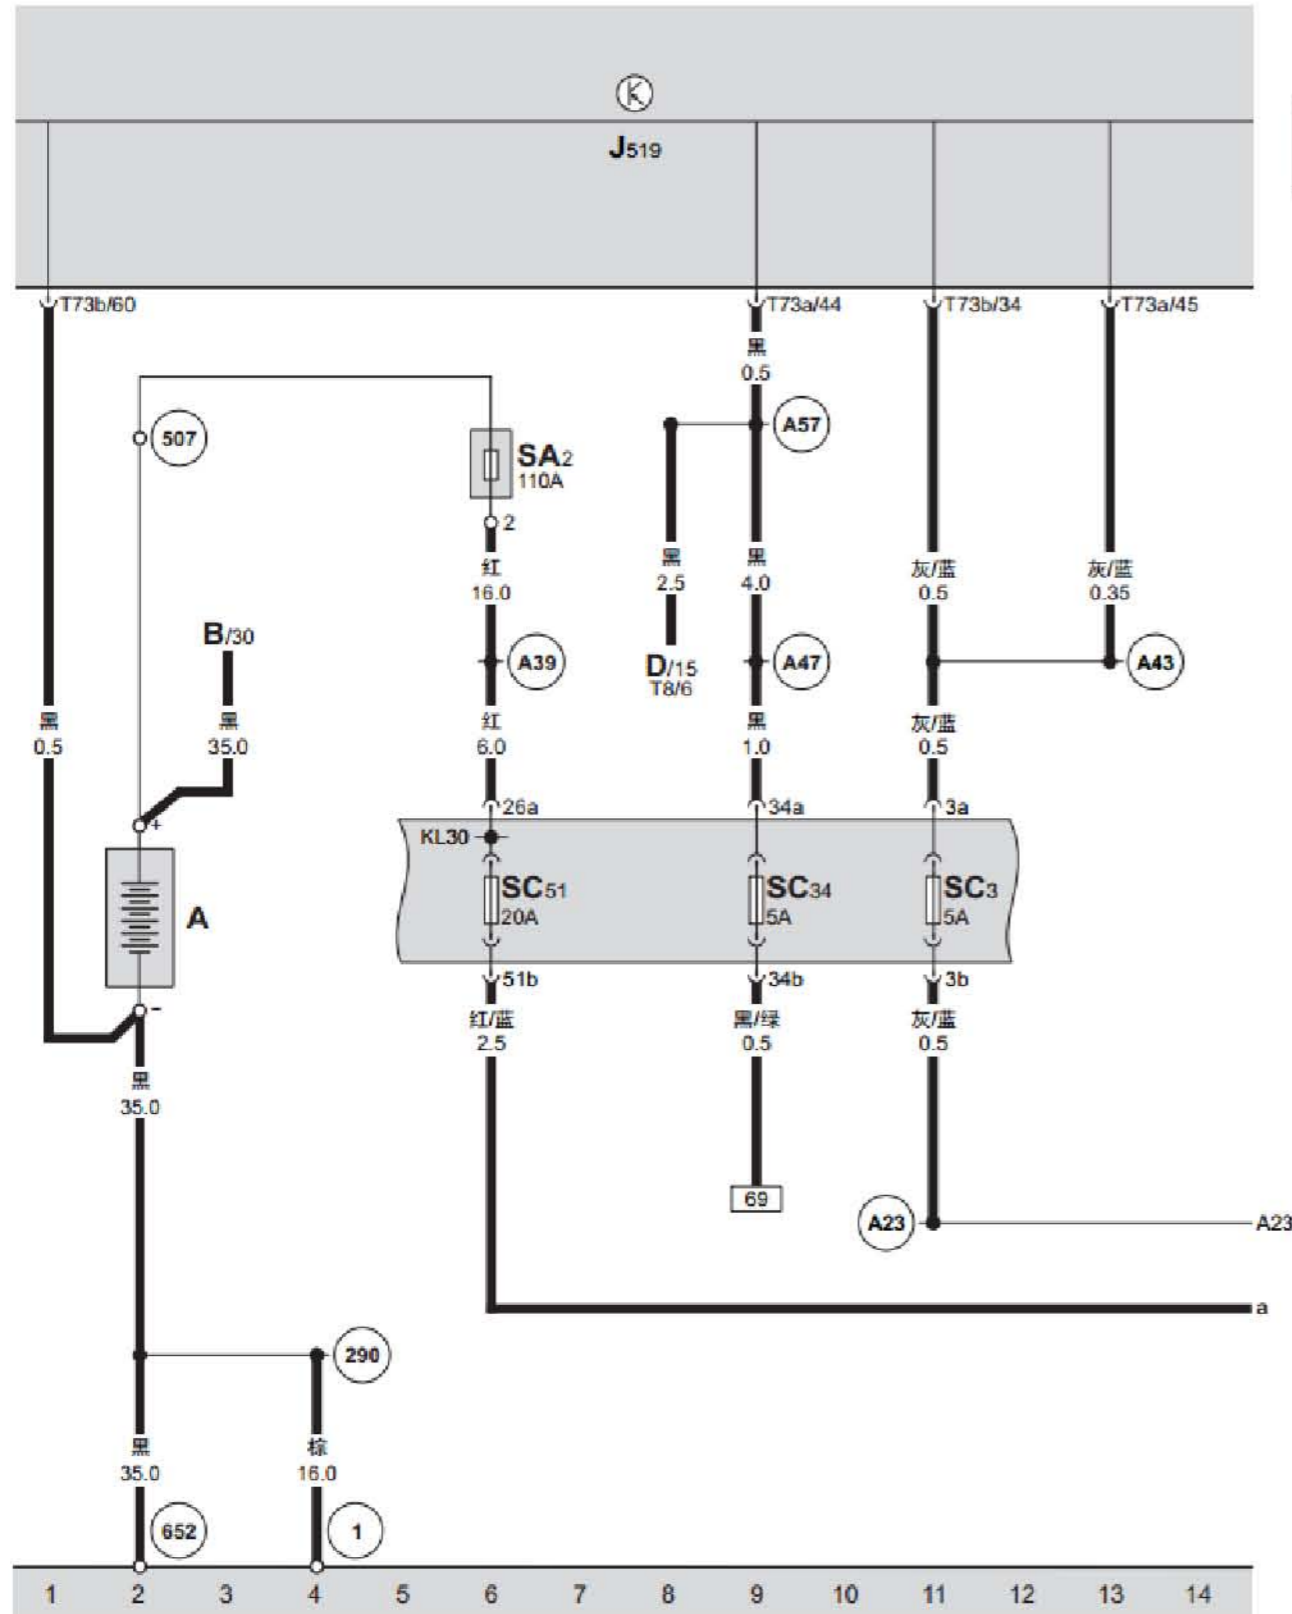 K
J519
T73b/60
T73a/44
T73b/34
T73a/45
黑
0.5
A57
507
SA2
110A
2
黑
2.5
黑
4.0
灰/蓝
0.5
灰/蓝
0.35
红
16.0
B/30
A39
D/15
T8/6
A47
A43
黑
0.5
黑
35.0
红
6.0
黑
1.0
灰/蓝
0.5
26a
34a
3a
+
KL30
A
SC51
20A
SC34
5A
SC3
5A
-
51b
34b
3b
红/蓝
2.5
黑/绿
0.5
灰/蓝
0.5
黑
35.0
69
A23
A23
a
290
黑
35.0
棕
16.0
652
1
1 2 3 4 5 6 7 8 9 10 11 12 13 14